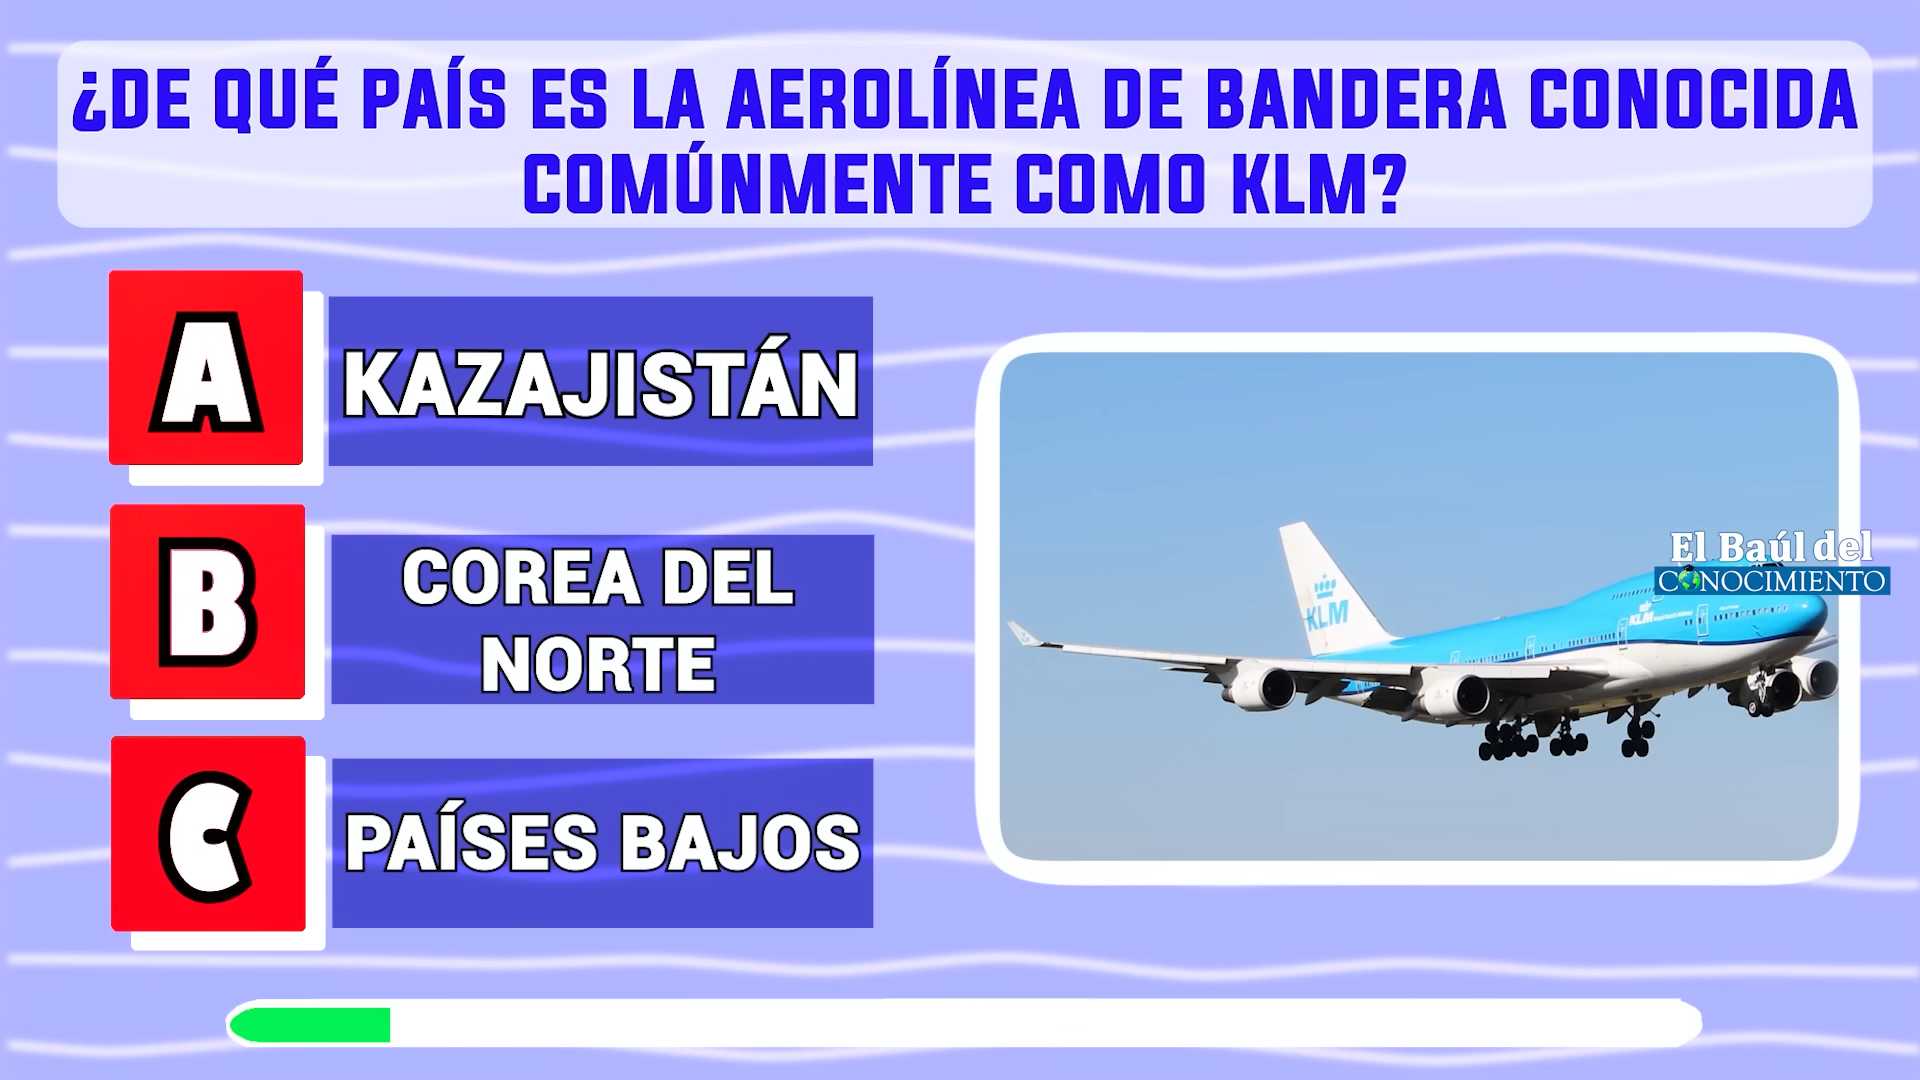 ¿DE QUÉ PAÍS ES LA AEROLÍNEA DE BANDERA CONOCIDA
COMÚNMENTE COMO KLM?
A
KAZAJISTÁN
B
COREA DEL
NORTE
C
PAÍSES BAJOS
El Baúl del
CONOCIMIENTO
KLM
KLM